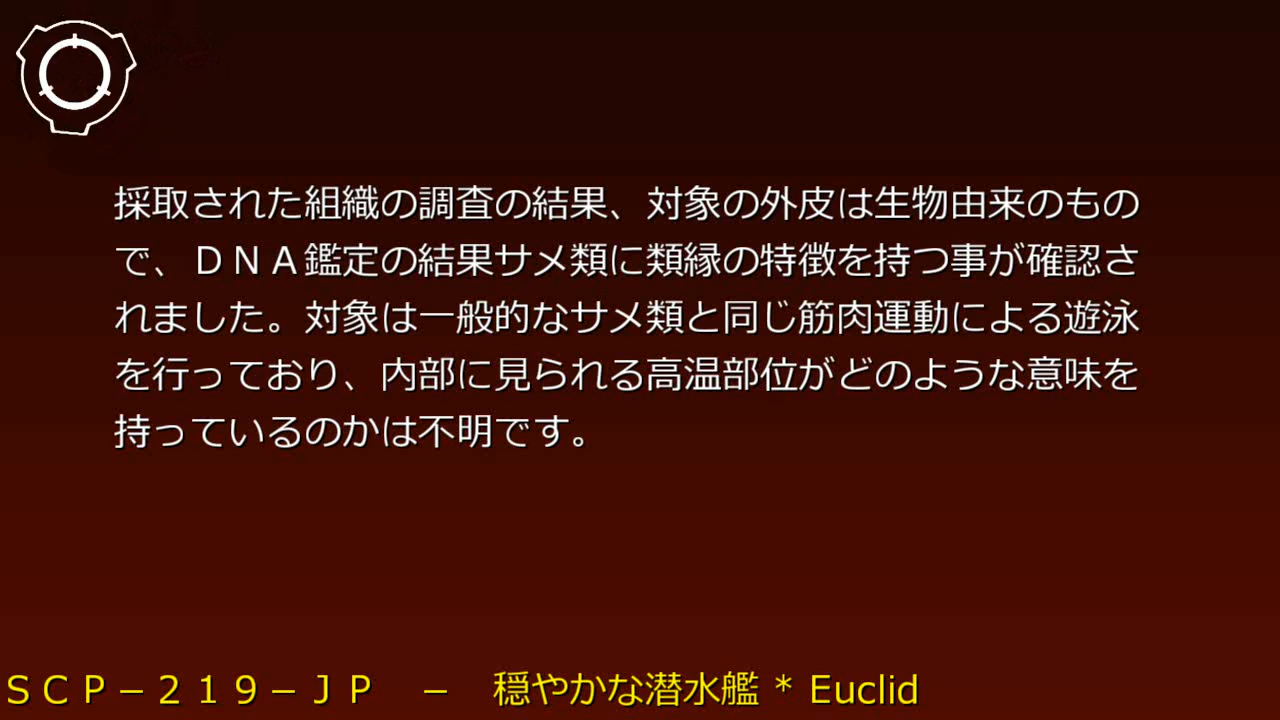 採取された組織の調査の結果、対象の外皮は生物由来のもの
で、ＤＮＡ鑑定の結果サメ類に類縁の特徴を持つ事が確認さ
れました。対象は一般的なサメ類と同じ筋肉運動による遊泳
を行っており、内部に見られる高温部位がどのような意味を
持っているのかは不明です。
ＳＣＰ－２１９－ＪＰ　－　穏やかな潜水艦 * Euclid